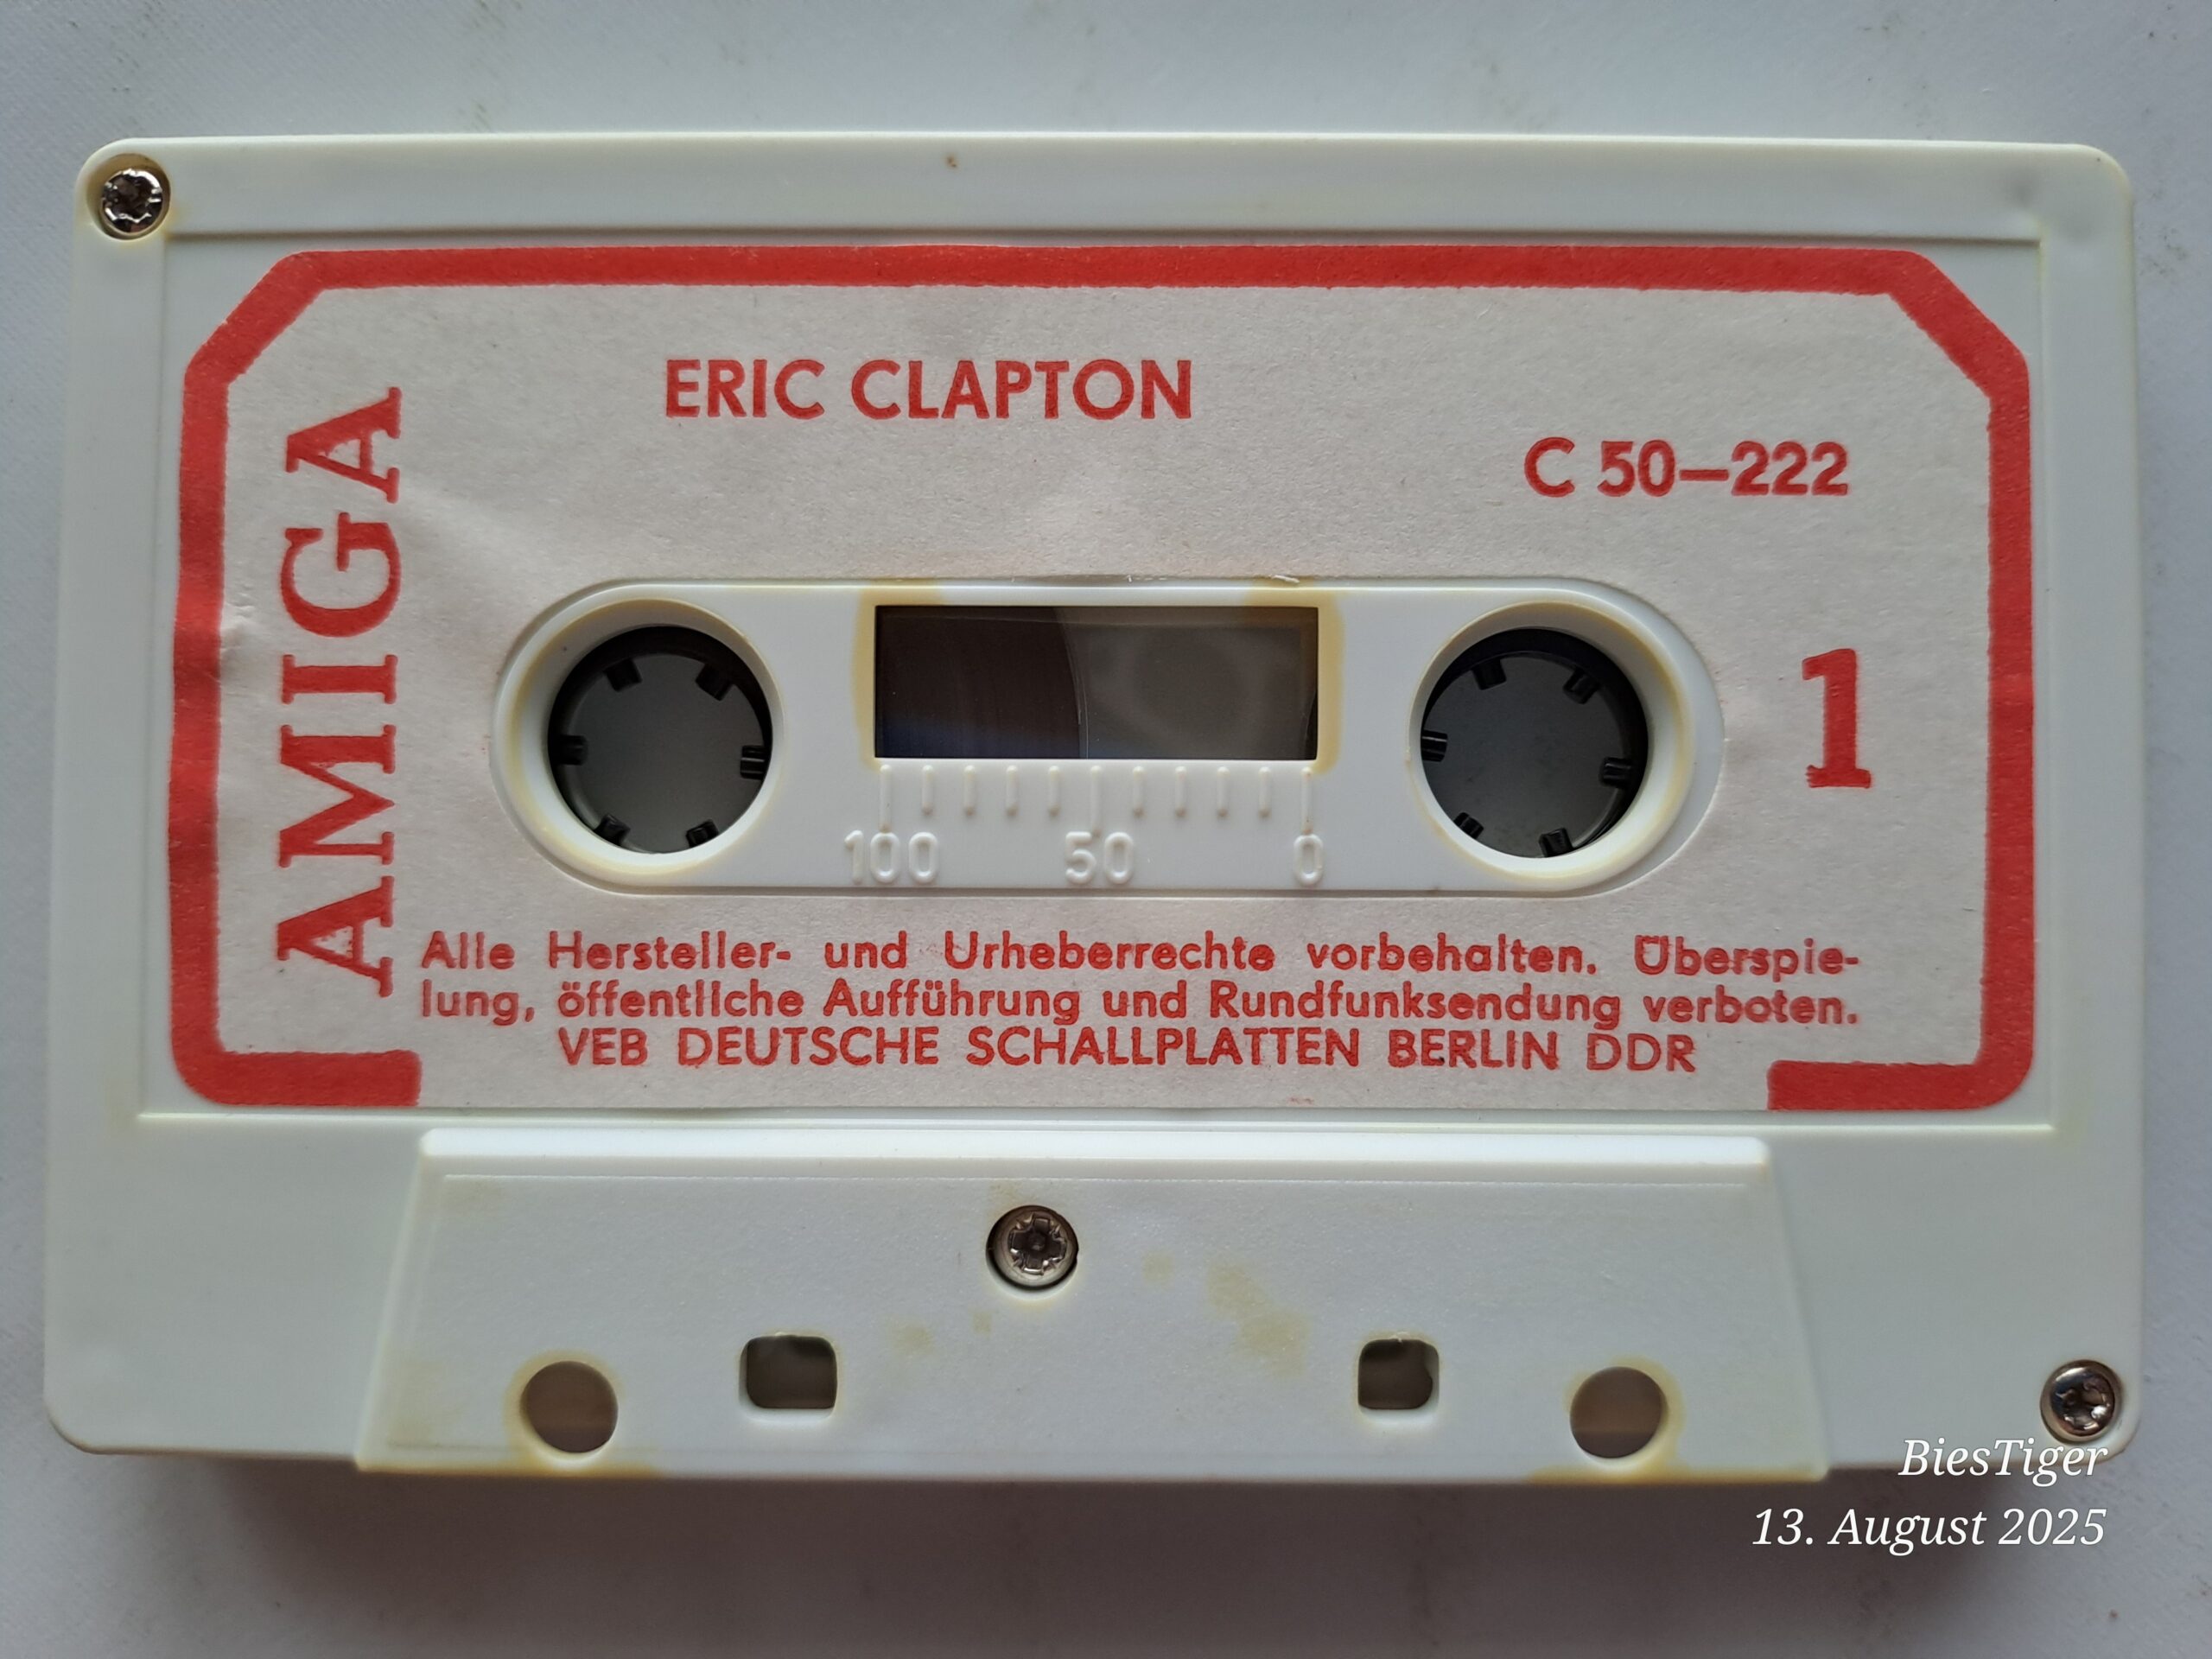 ERIC CLAPTON
C 50—222
AMIGA
1
100 50 0
Alle Hersteller- und Urheberrechte vorbehalten. Überspie-
lung, öffentliche Aufführung und Rundfunksendung verboten.
VEB DEUTSCHE SCHALLPLATTEN BERLIN DDR
BiesTiger
13. August 2025